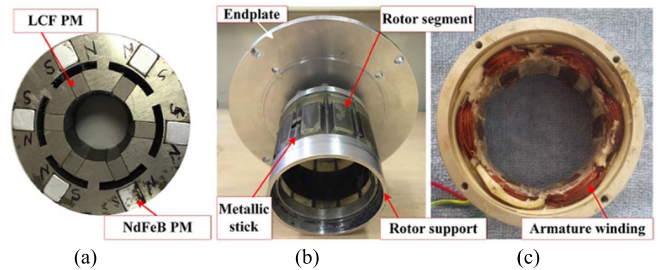 LCF PM
NdFeB PM
S
N
N
S
S
N
S
N
S
N
Endplate
Rotor segment
Metallic
stick
Rotor support
Armature winding
(a)
(b)
(c)